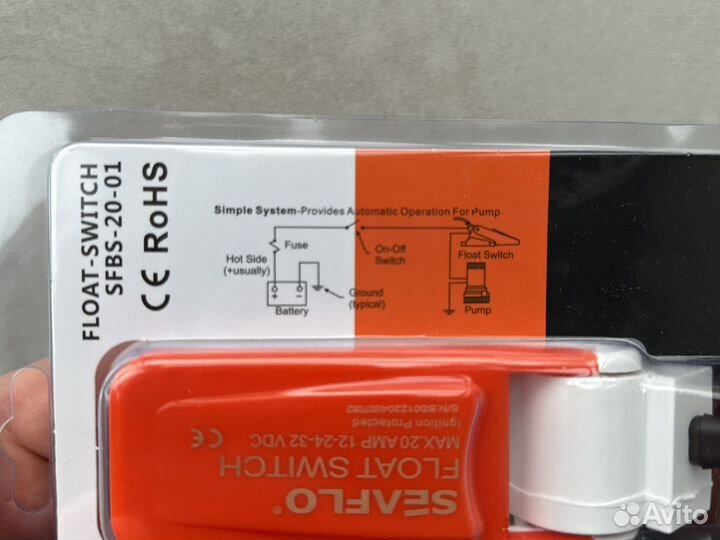 FLOAT-SWITCH
SFBS-20-01
CE RoHS
Simple System-Provides Automatic Operation For Pump
Fuse
Hot Side
(+usually)
On-Off
Switch
Float Switch
+ −
Battery
Ground
(typical)
Pump
SEAFLO®
FLOAT SWITCH
MAX.20 AMP 12-24-32 VDC
Ignition Protected
CE
S/N:BS012204007082
Avito